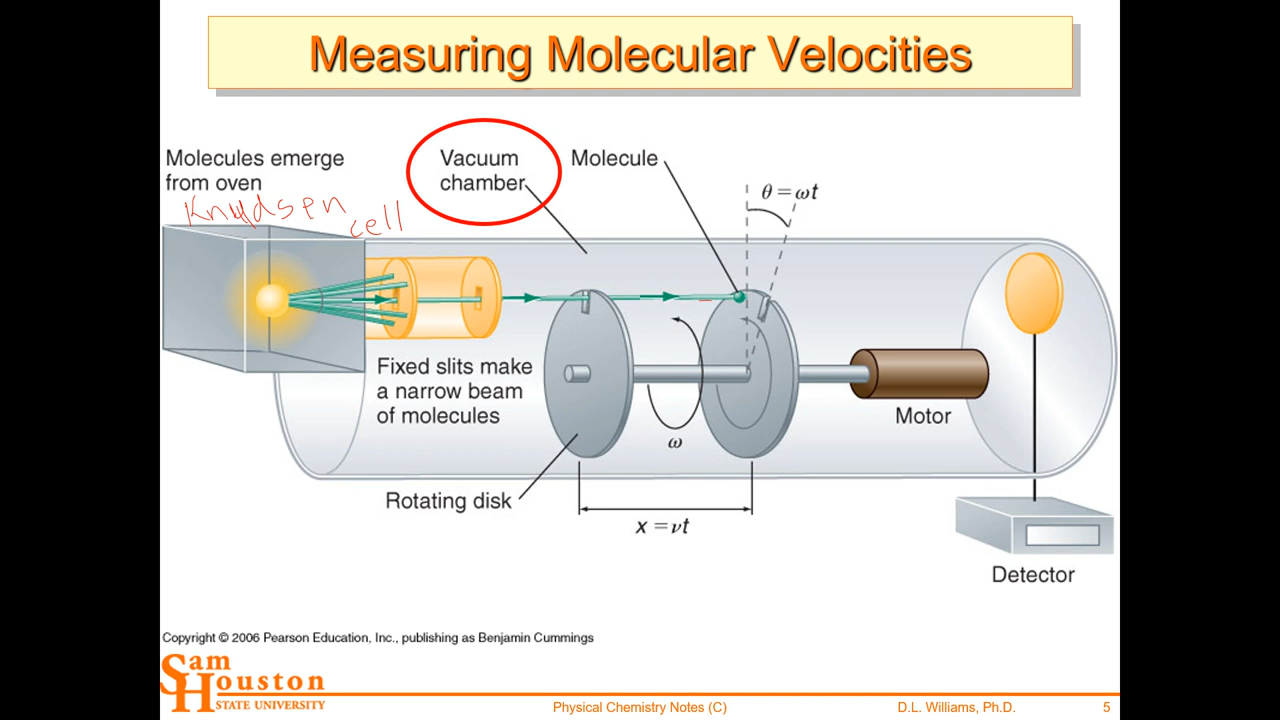 Measuring Molecular Velocities
Molecules emerge
from oven
Knudsen
cell
Vacuum
chamber
Molecule
θ = ωt
Fixed slits make
a narrow beam
of molecules
ω
Motor
Rotating disk
x = νt
Detector
Copyright © 2006 Pearson Education, Inc., publishing as Benjamin Cummings
Sam
Houston
STATE UNIVERSITY
Physical Chemistry Notes (C)
D.L. Williams, Ph.D.
5